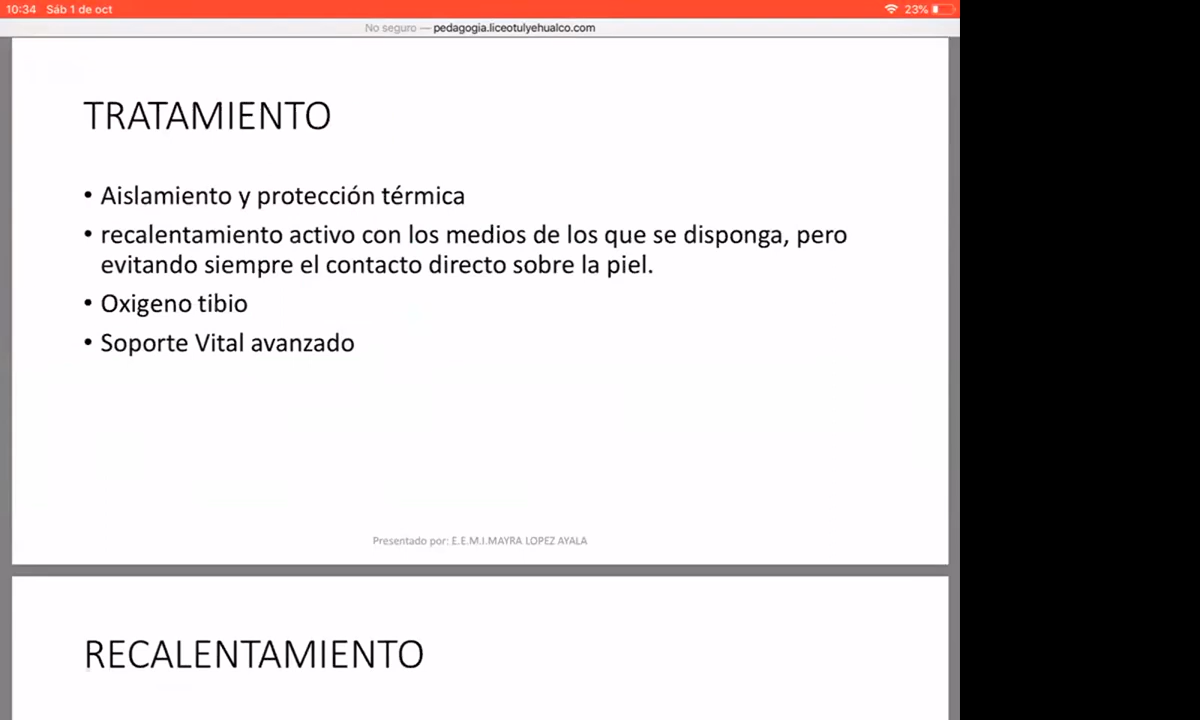 10:34 Sáb 1 de oct
23%
No seguro — pedagogia.liceotulyehualco.com
TRATAMIENTO
• Aislamiento y protección térmica
• recalentamiento activo con los medios de los que se disponga, pero
evitando siempre el contacto directo sobre la piel.
• Oxigeno tibio
• Soporte Vital avanzado
Presentado por: E.E.M.I.MAYRA LOPEZ AYALA
RECALENTAMIENTO